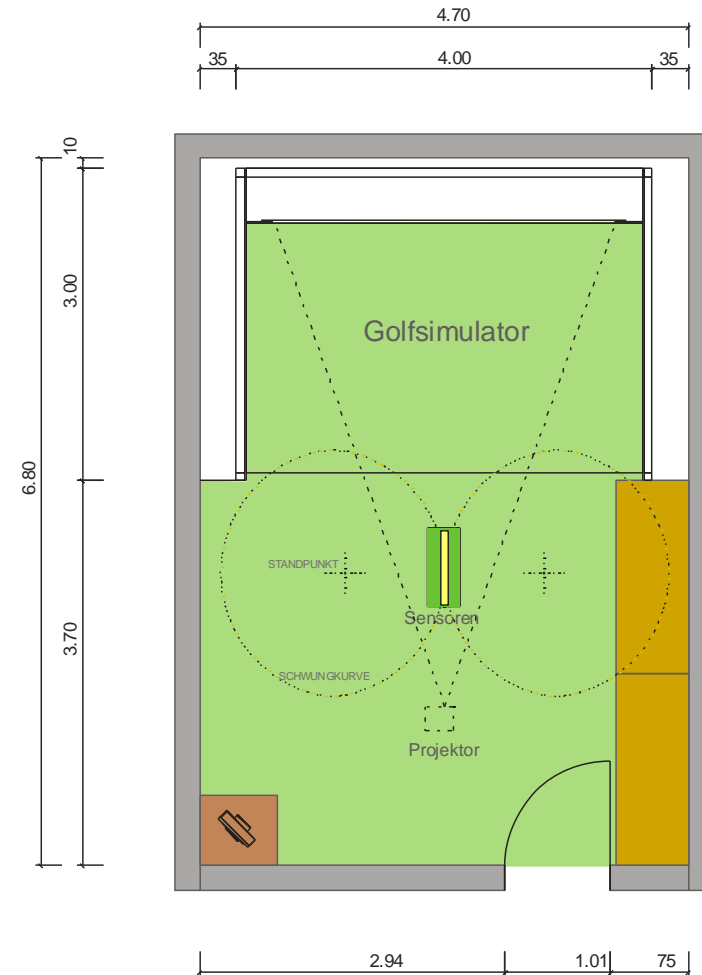 4.70
35
4.00
35
10
3.00
6.80
3.70
Golfsimulator
STANDPUNKT
Sensoren
SCHWUNGKURVE
Projektor
2.94
1.01
75